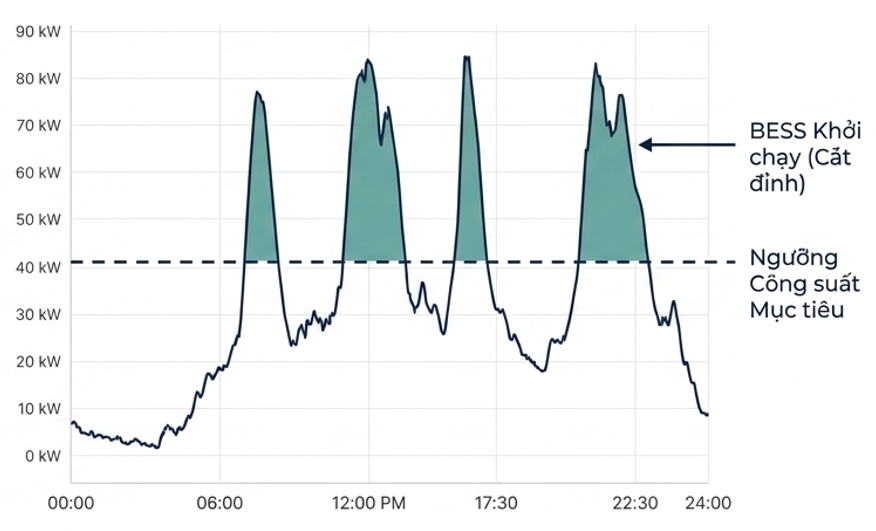 90 kW
80 kW
70 kW
60 kW
50 kW
40 kW
30 kW
20 kW
10 kW
0 kW
00:00
06:00
12:00 PM
17:30
22:30
24:00
BESS Khởi
chạy (Cắt
đỉnh)
Ngưỡng
Công suất
Mục tiêu